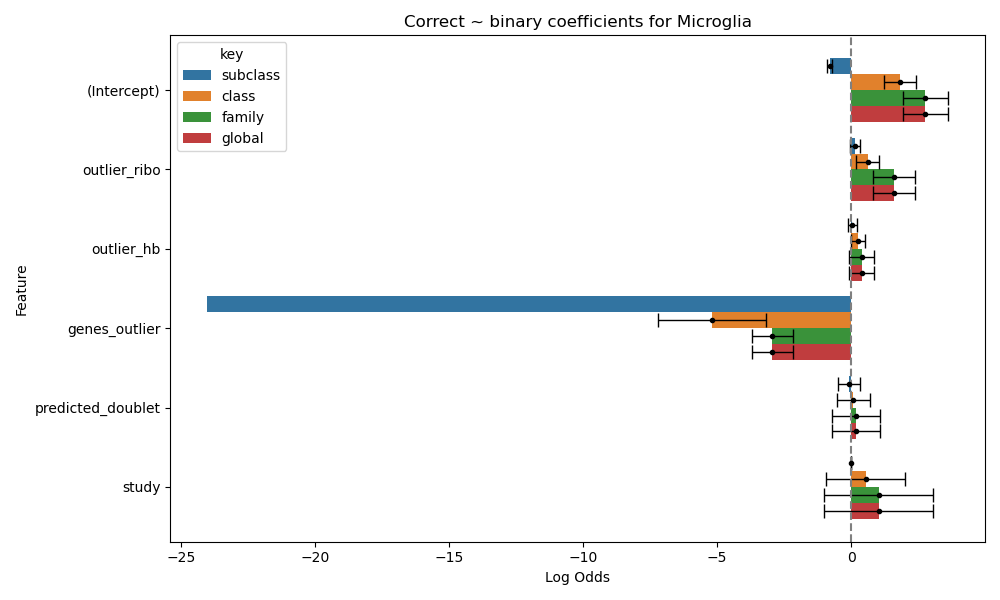 Correct ~ binary coefficients for Microglia
key
subclass
class
family
global
(Intercept)
outlier_ribo
outlier_hb
genes_outlier
predicted_doublet
study
Feature
−25
−20
−15
−10
−5
0
Log Odds